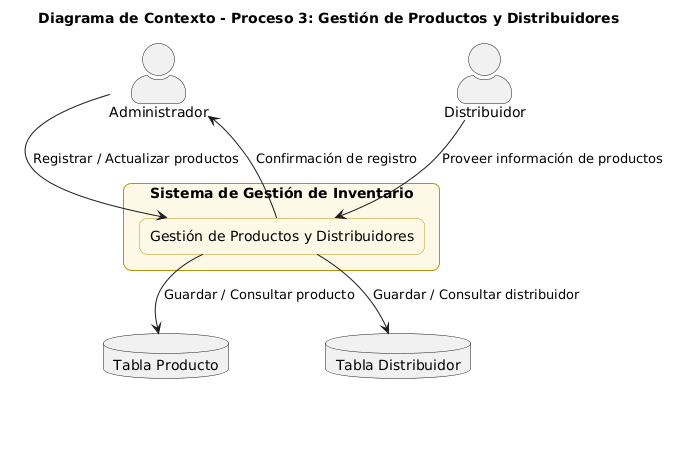 Diagrama de Contexto - Proceso 3: Gestión de Productos y Distribuidores
Administrador
Distribuidor
Registrar / Actualizar productos
Confirmación de registro
Proveer información de productos
Sistema de Gestión de Inventario
Gestión de Productos y Distribuidores
Guardar / Consultar producto
Guardar / Consultar distribuidor
Tabla Producto
Tabla Distribuidor